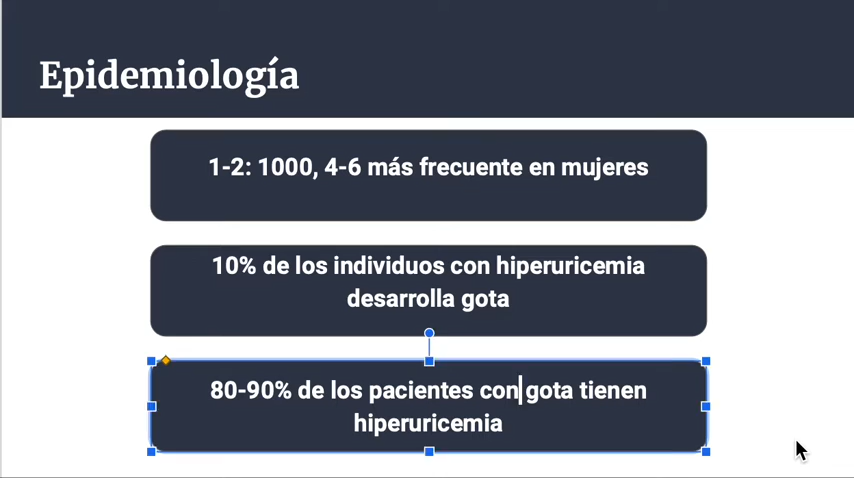 Epidemiología
1-2: 1000, 4-6 más frecuente en mujeres
10% de los individuos con hiperuricemia
desarrolla gota
80-90% de los pacientes con gota tienen
hiperuricemia